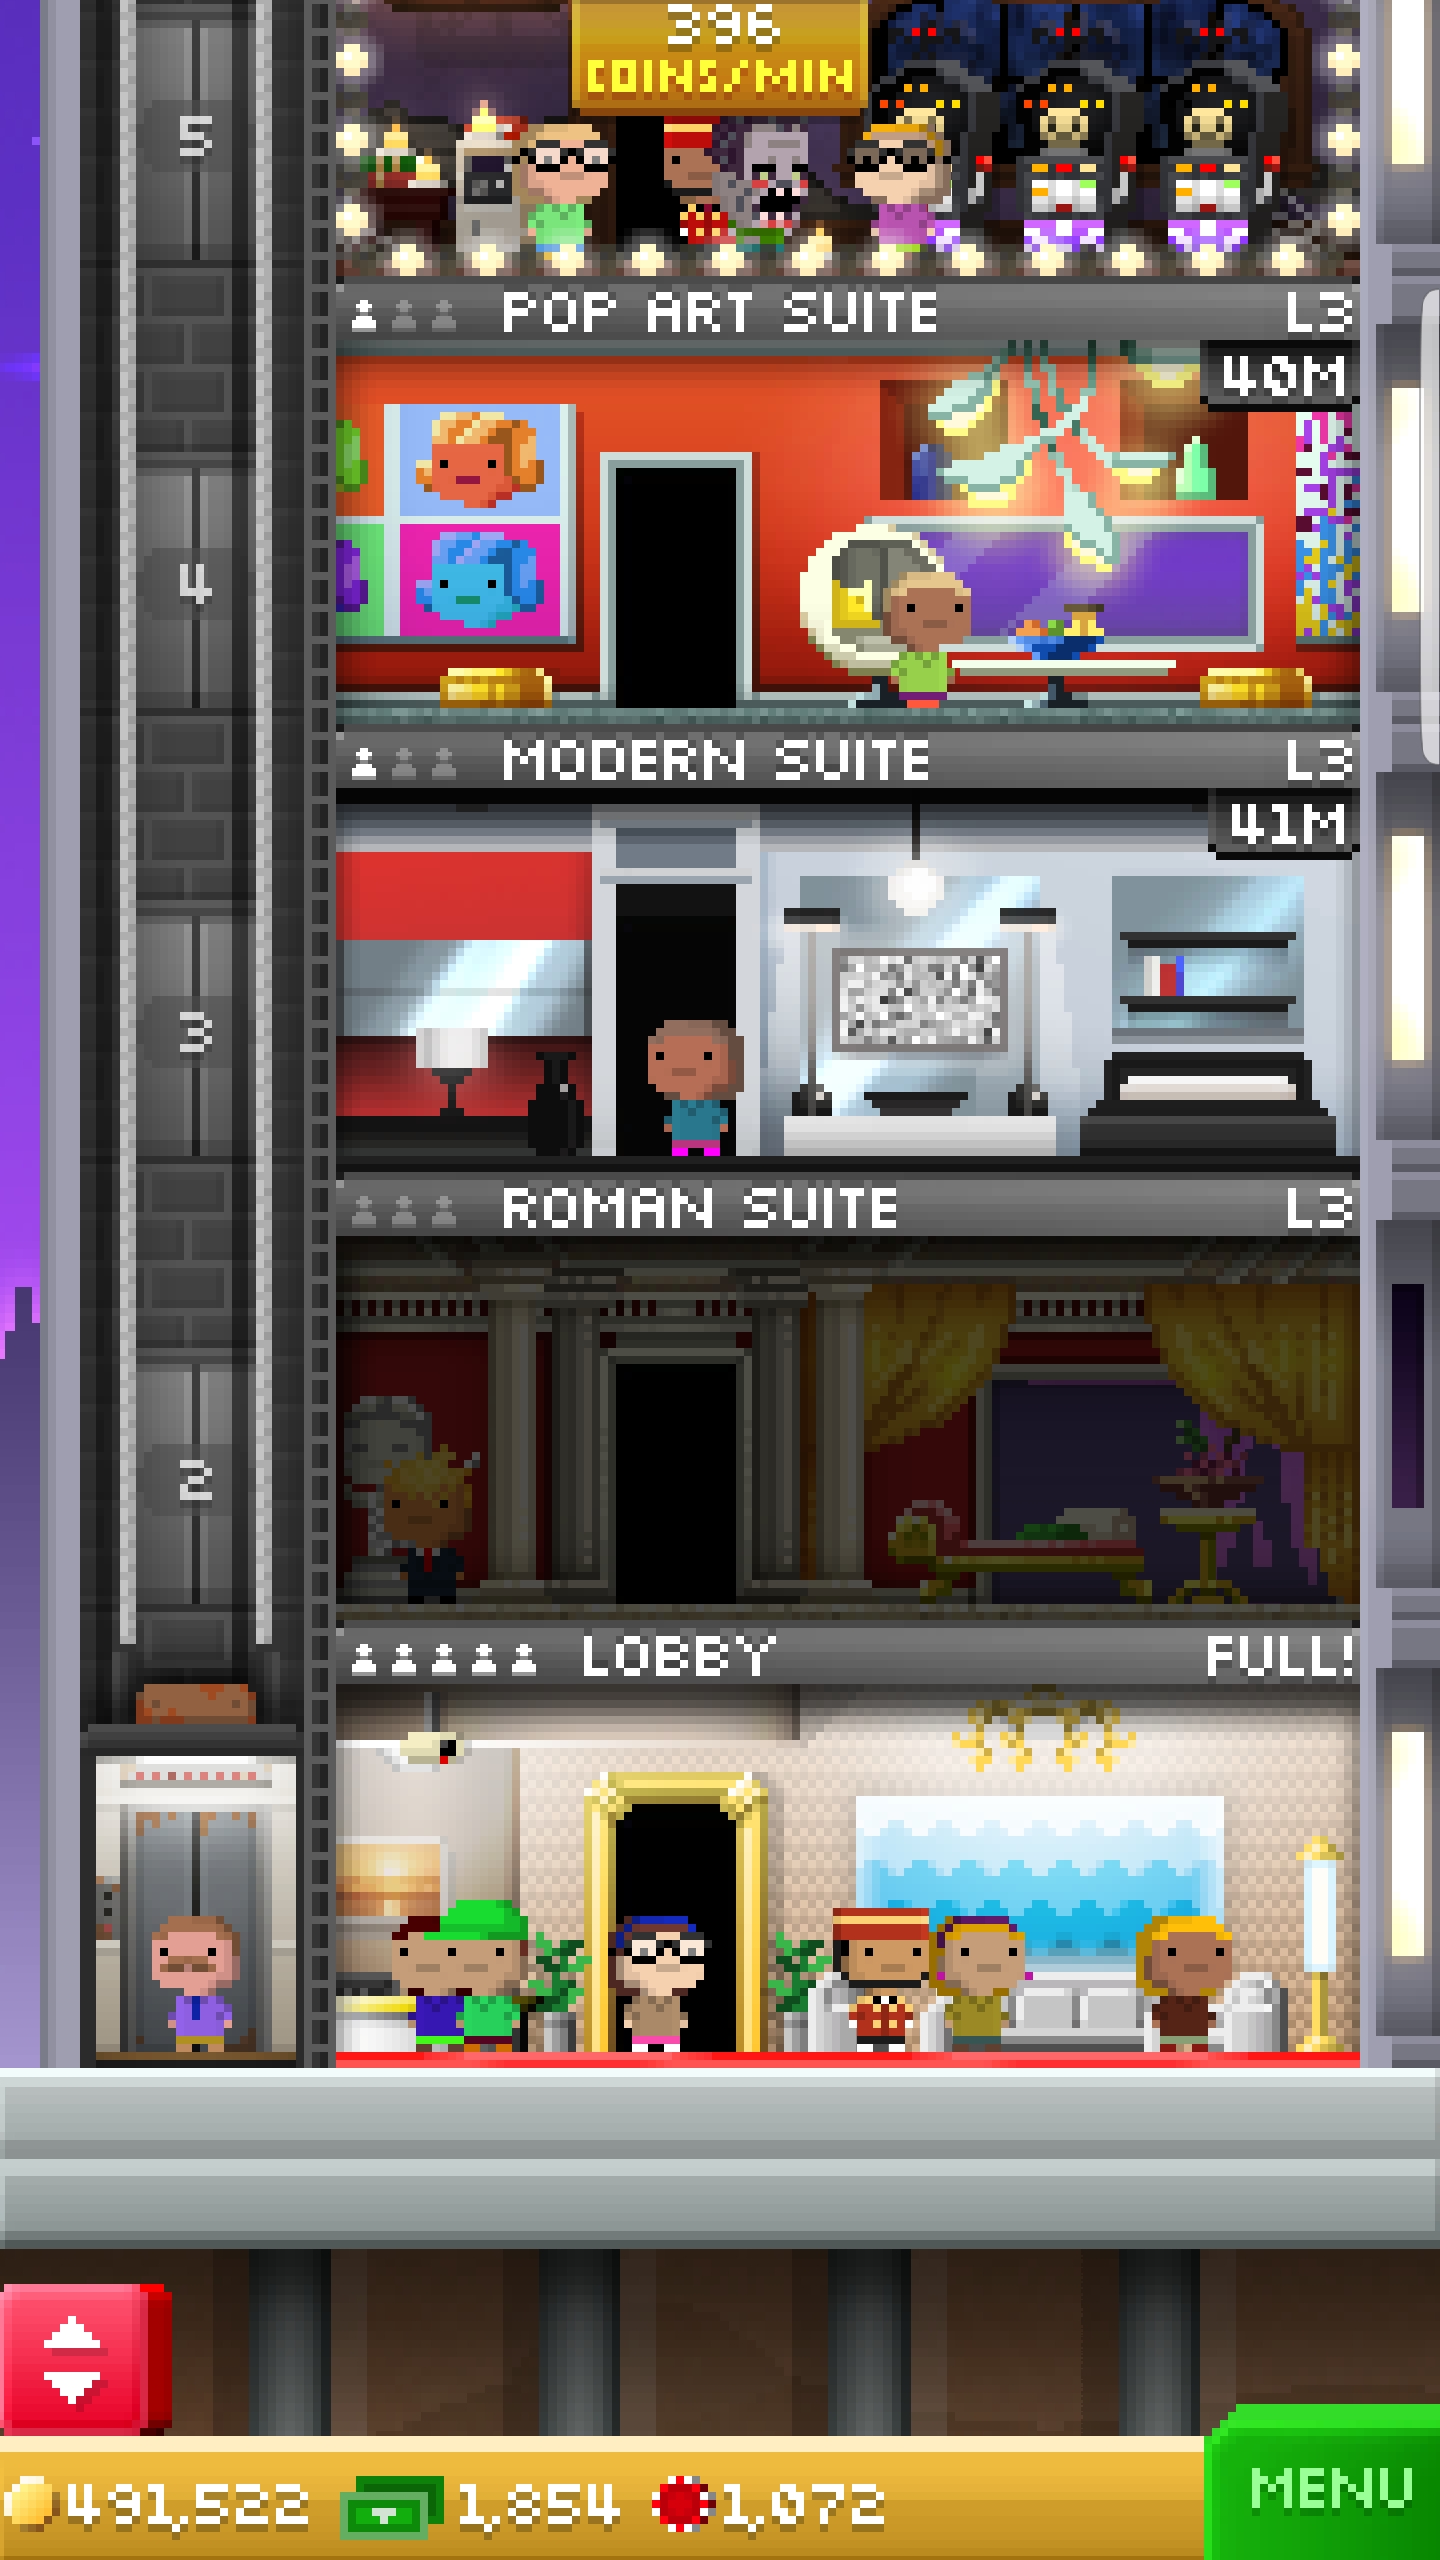 396
COINS/MIN
5
POP ART SUITE L3
40M
4
MODERN SUITE L3
41M
3
ROMAN SUITE L3
2
LOBBY FULL!
491,522 1,854 1,072 MENU